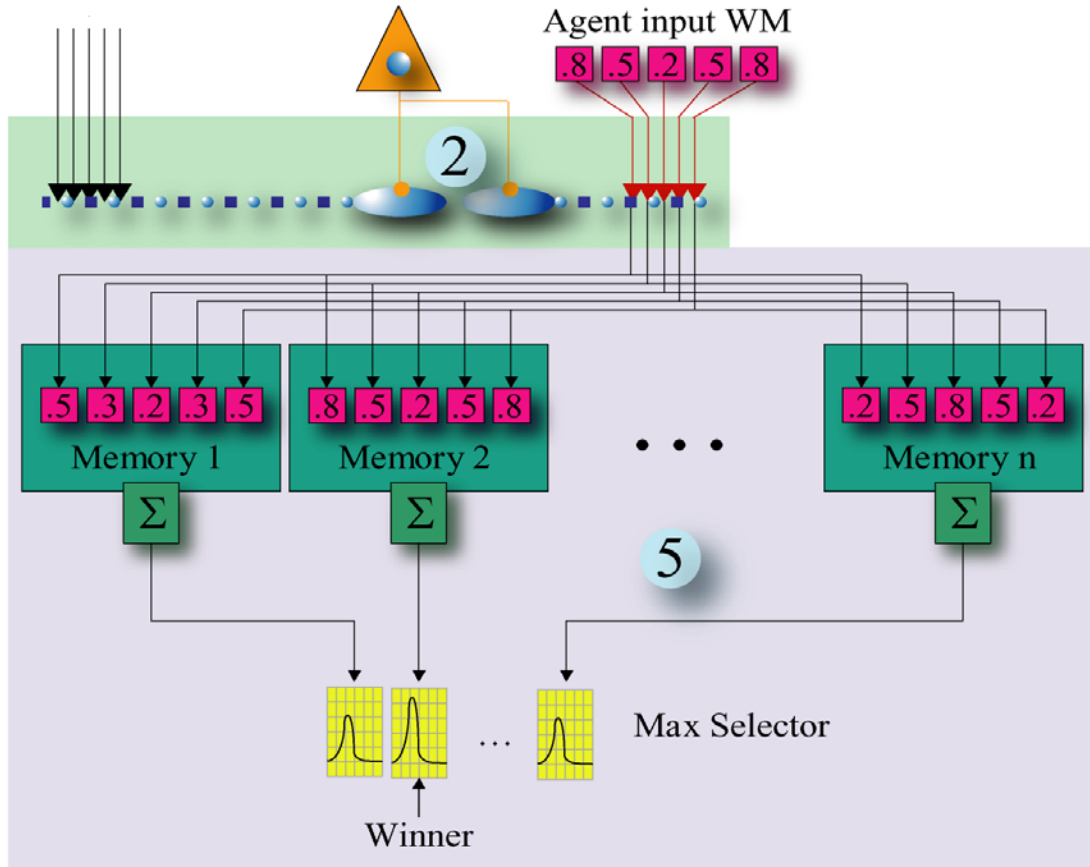 Agent input WM
.8 .5 .2 .5 .8
2
.5 .3 .2 .3 .5
.8 .5 .2 .5 .8
.2 .5 .8 .5 .2
Memory 1
Memory 2
• • •
Memory n
Σ
Σ
Σ
5
...
Max Selector
Winner